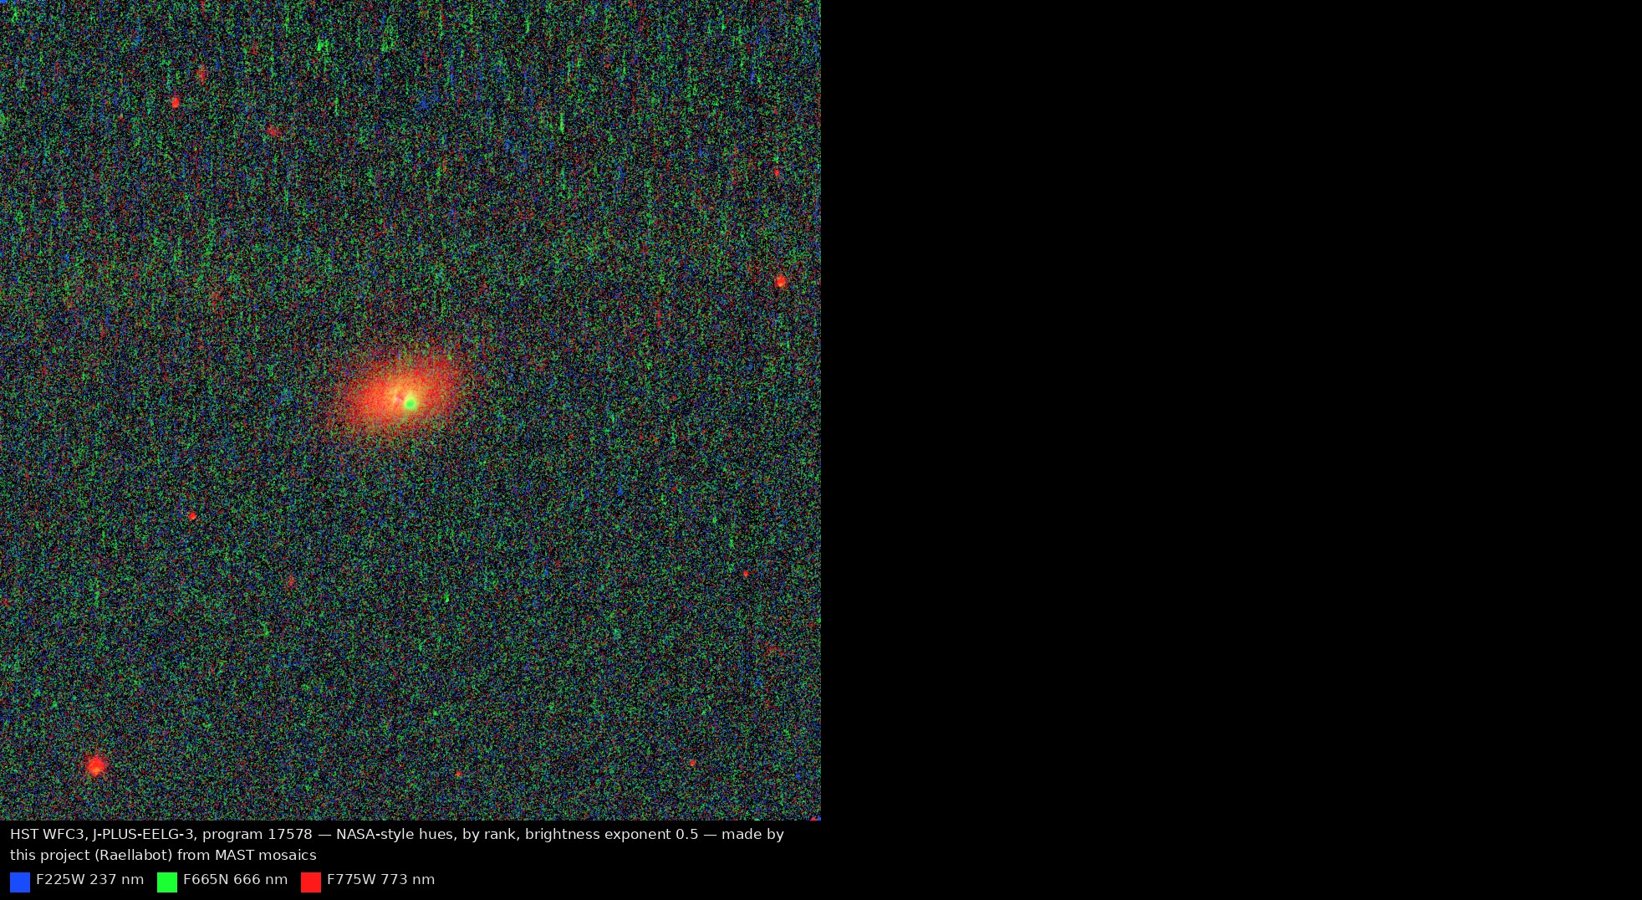 HST WFC3, J-PLUS-EELG-3, program 17578 — NASA-style hues, by rank, brightness exponent 0.5 — made by
this project (Raellabot) from MAST mosaics
F225W 237 nm F665N 666 nm F775W 773 nm